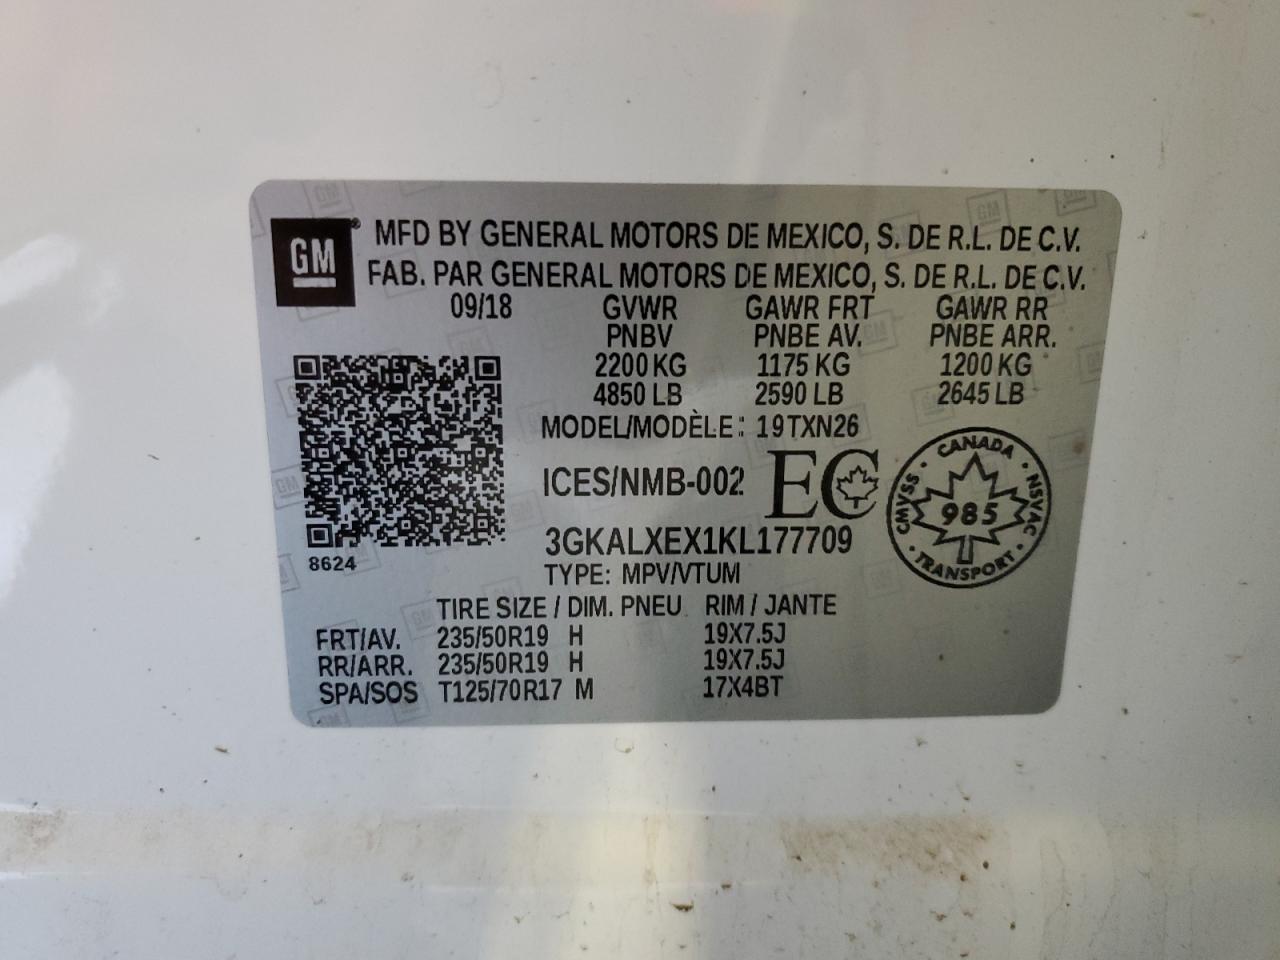 GM ® MFD BY GENERAL MOTORS DE MEXICO, S. DE R.L. DE C.V.
FAB. PAR GENERAL MOTORS DE MEXICO, S. DE R.L. DE C.V.
09/18 GVWR GAWR FRT GAWR RR
PNBV PNBE AV. PNBE ARR.
2200 KG 1175 KG 1200 KG
4850 LB 2590 LB 2645 LB
MODEL/MODÈLE: 19TXN26
ICES/NMB-002 EC
CANADA
CMVSS 985 NSVAC
TRANSPORT
3GKALXEX1KL177709
8624
TYPE: MPV/VTUM
TIRE SIZE / DIM. PNEU RIM / JANTE
FRT/AV. 235/50R19 H 19X7.5J
RR/ARR. 235/50R19 H 19X7.5J
SPA/SOS T125/70R17 M 17X4BT